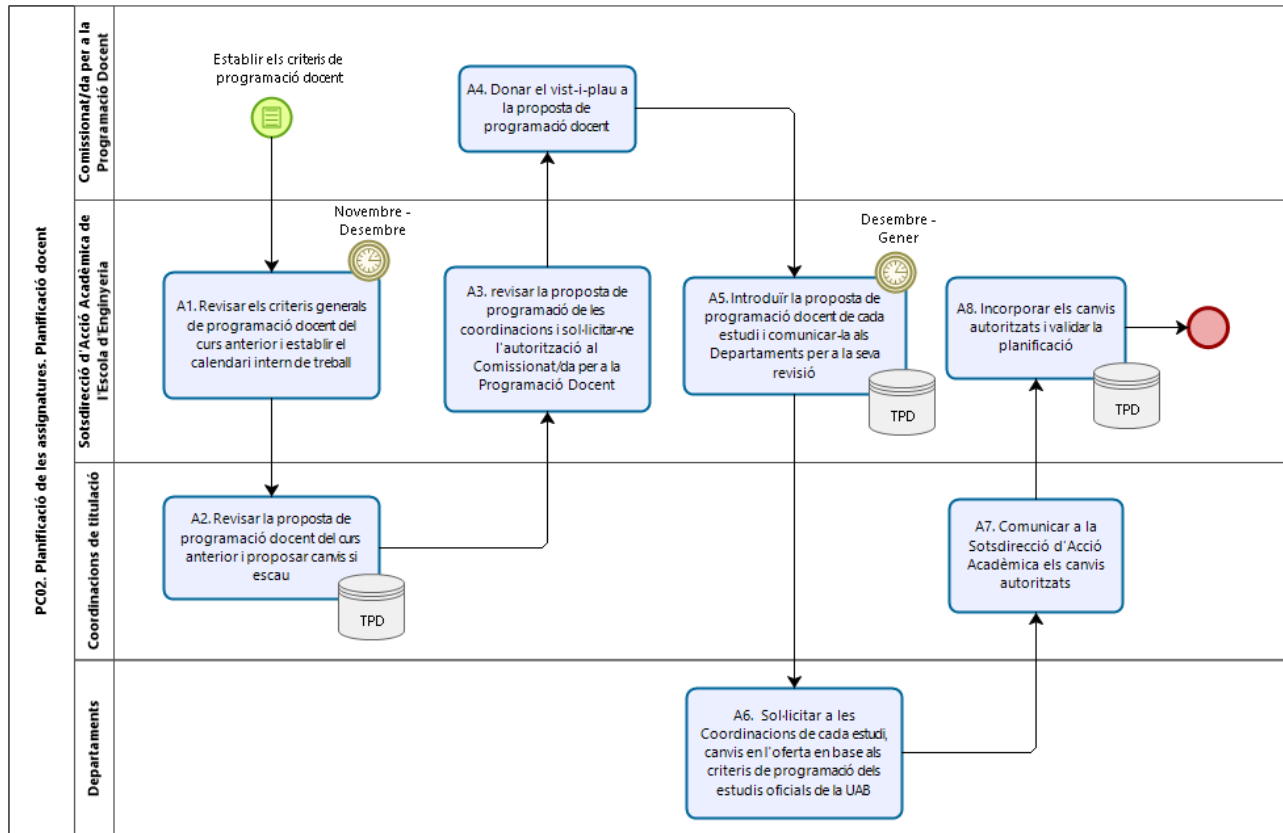 PC02. Planificació de les assignatures. Planificació docent
Comissionat/da per a la
Programació Docent
Establir els criteris de
programació docent
A4. Donar el vist-i-plau a
la proposta de
programació docent
Sotsdirecció d'Acció Acadèmica de
l'Escola d'Enginyeria
Novembre -
Desembre
A1. Revisar els criteris generals
de programació docent del
curs anterior i establir el
calendari intern de treball
A3. revisar la proposta de
programació de les
coordinacions i sol·licitar-ne
l'autorització al
Comissionat/da per a la
Programació Docent
Desembre -
Gener
A5. Introduïr la proposta de
programació docent de cada
estudi i comunicar-la als
Departaments per a la seva
revisió
TPD
A8. Incorporar els canvis
autoritzats i validar la
planificació
TPD
Coordinacions de titulació
A2. Revisar la proposta de
programació docent del curs
anterior i proposar canvis si
escau
TPD
A7. Comunicar a la
Sotsdirecció d'Acció
Acadèmica els canvis
autoritzats
Departaments
A6. Sol·licitar a les
Coordinacions de cada estudi,
canvis en l'oferta en base als
criteris de programació dels
estudis oficials de la UAB